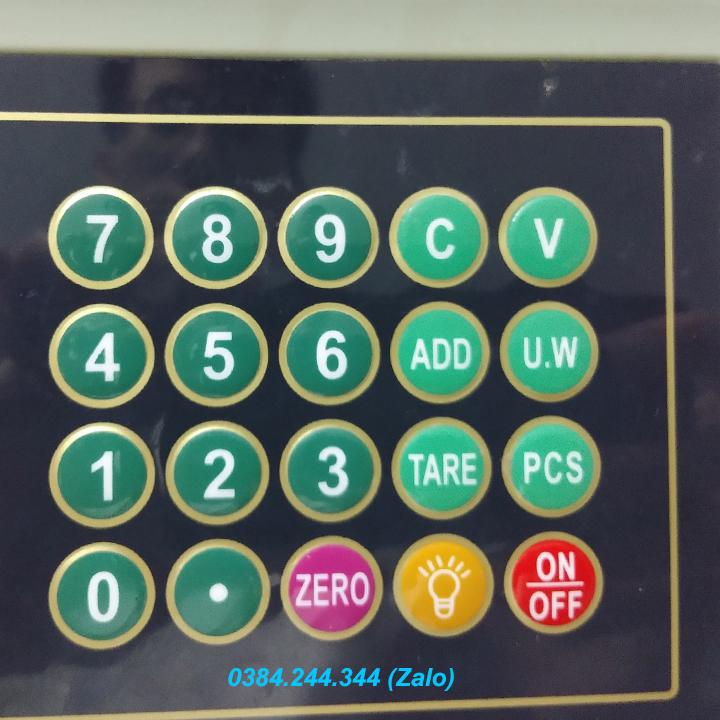 7 8 9 C V
4 5 6 ADD U.W
1 2 3 TARE PCS
0 . ZERO ON
OFF
0384.244.344 (Zalo)